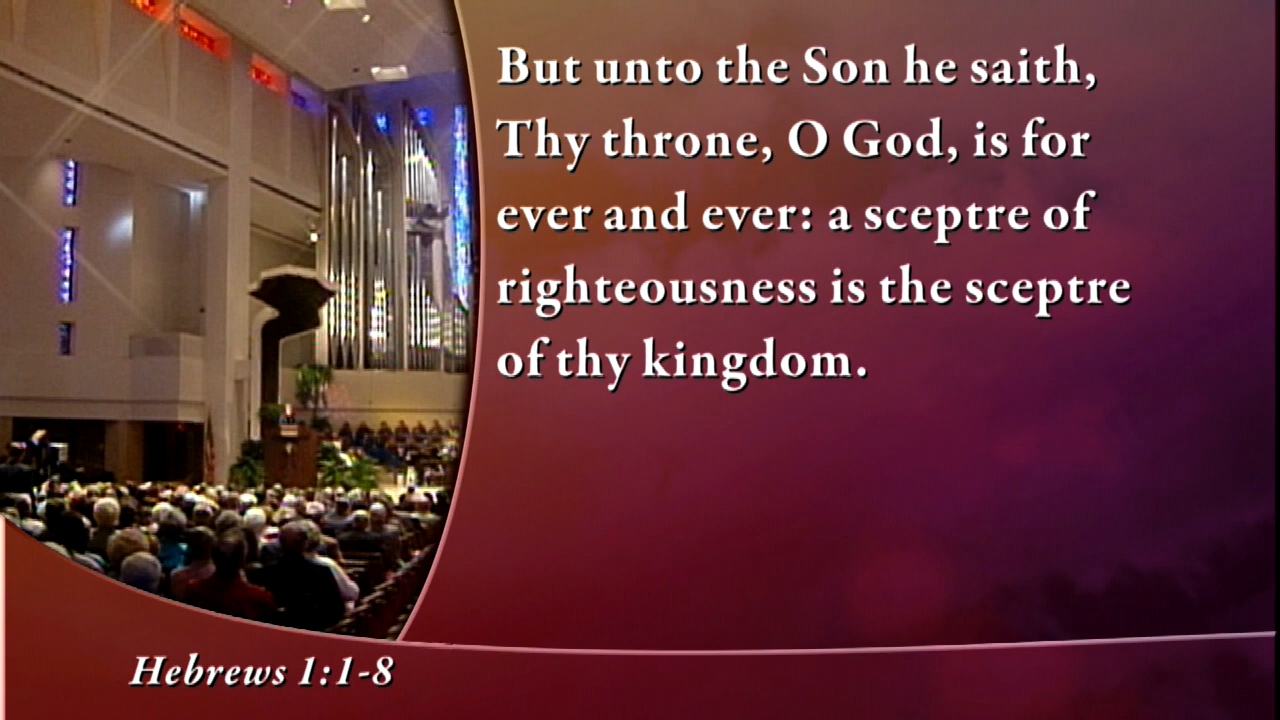 But unto the Son he saith,
Thy throne, O God, is for
ever and ever: a sceptre of
righteousness is the sceptre
of thy kingdom.
Hebrews 1:1-8